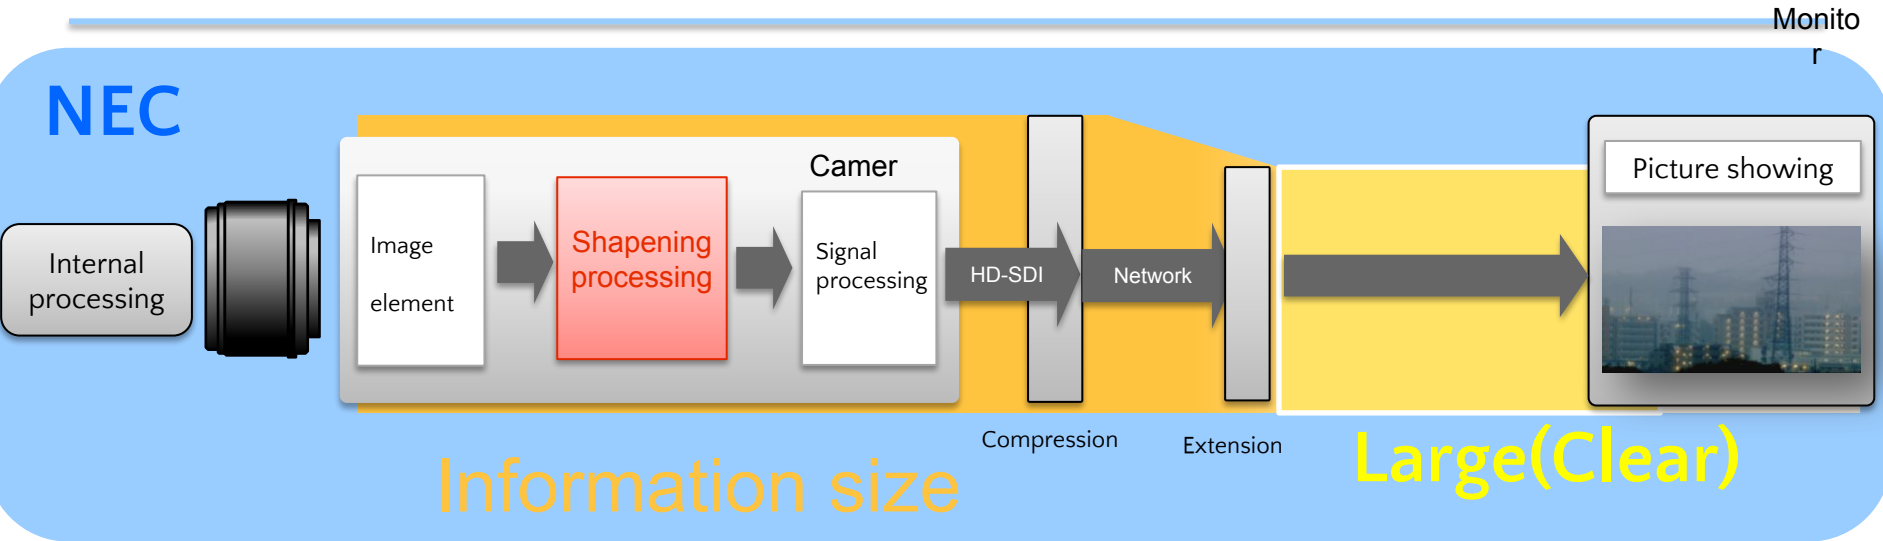 Monito
r
NEC
Camer
Picture showing
Internal
processing
Image
element
Shapening
processing
Signal
processing
HD-SDI
Network
Compression
Extension
Information size
Large(Clear)